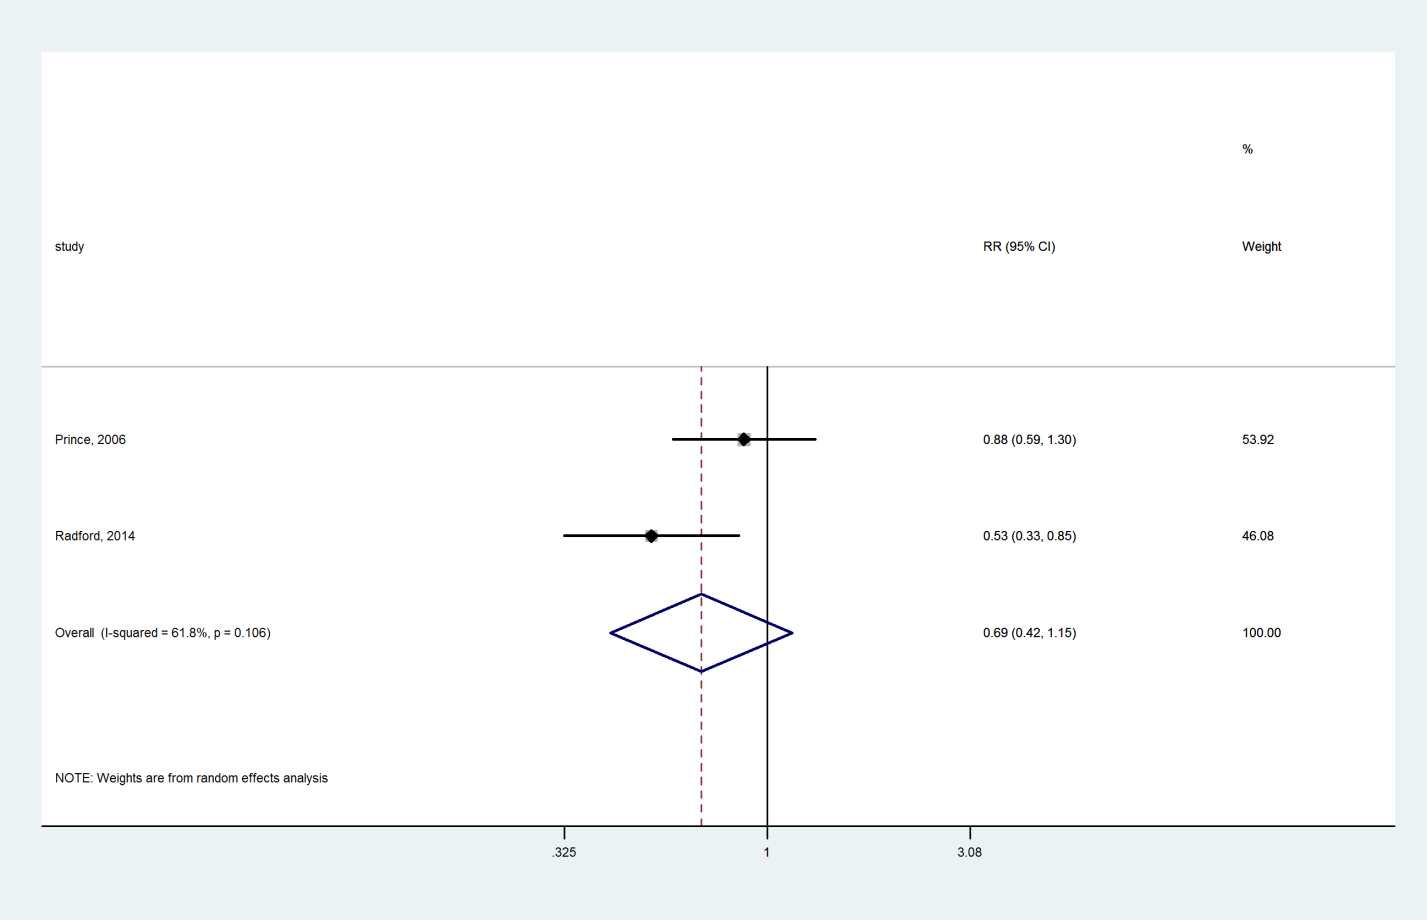 %
study RR (95% CI) Weight
Prince, 2006 0.88 (0.59, 1.30) 53.92
Radford, 2014 0.53 (0.33, 0.85) 46.08
Overall (I-squared = 61.8%, p = 0.106) 0.69 (0.42, 1.15) 100.00
NOTE: Weights are from random effects analysis
.325 1 3.08